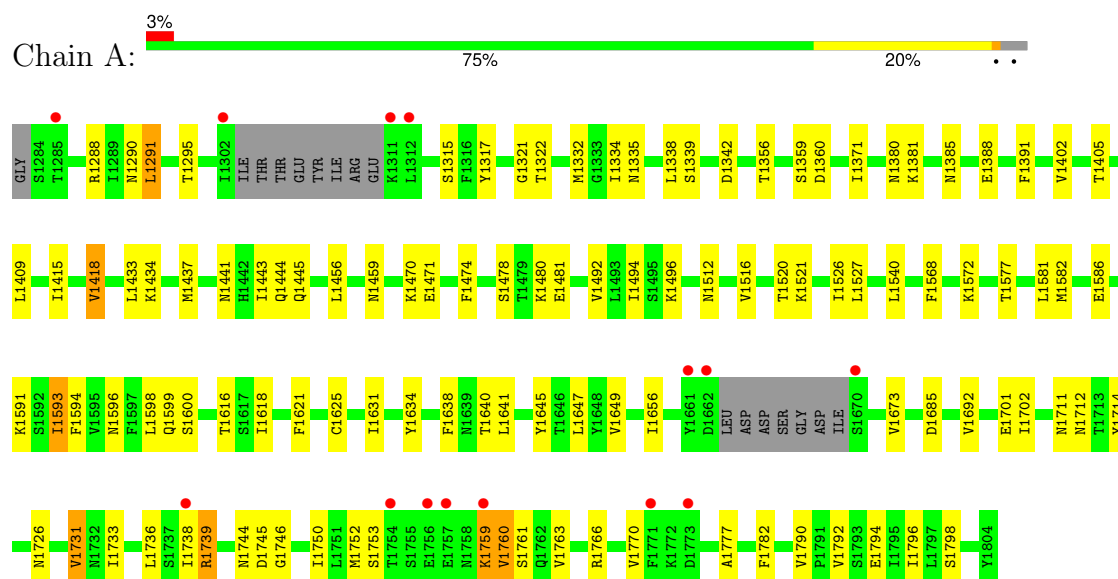 3%
Chain A:
75% 20% • •
GLY S1284 T1285 R1288 I1289 N1290 L1291 T1295 I1302 ILE THR THR GLU TYR ILE ARG GLU K1311 L1312 S1315 F1316 Y1317 G1321 T1322 M1332 G1333 I1334 N1335 L1338 S1339 D1342 T1356 S1359 D1360 I1371 N1380 K1381 N1385 E1388 F1391 V1402 T1405
L1409 I1415 V1418 L1433 K1434 M1437 N1441 H1442 I1443 Q1444 Q1445 L1456 N1459 K1470 E1471 F1474 S1478 T1479 K1480 E1481 V1492 L1493 I1494 S1495 K1496 N1512 V1516 T1520 K1521 I1526 L1527 L1540 F1568 K1572 T1577 L1581 M1582 E1586
K1591 S1592 I1593 F1594 V1595 N1596 F1597 L1598 Q1599 S1600 T1616 S1617 I1618 F1621 C1625 I1631 Y1634 F1638 N1639 T1640 L1641 Y1645 T1646 L1647 Y1648 V1649 I1656 Y1661 D1662 LEU ASP ASP SER GLY ASP ILE S1670 V1673 D1685 V1692 E1701 I1702 N1711 N1712 T1713 Y1714
N1726 V1731 N1732 I1733 L1736 S1737 I1738 R1739 N1744 D1745 G1746 I1750 L1751 M1752 S1753 T1754 S1755 E1756 E1757 N1758 K1759 V1760 S1761 Q1762 V1763 R1766 V1770 F1771 K1772 D1773 A1777 F1782 V1790 P1791 V1792 S1793 E1794 I1795 I1796 L1797 S1798 Y1804